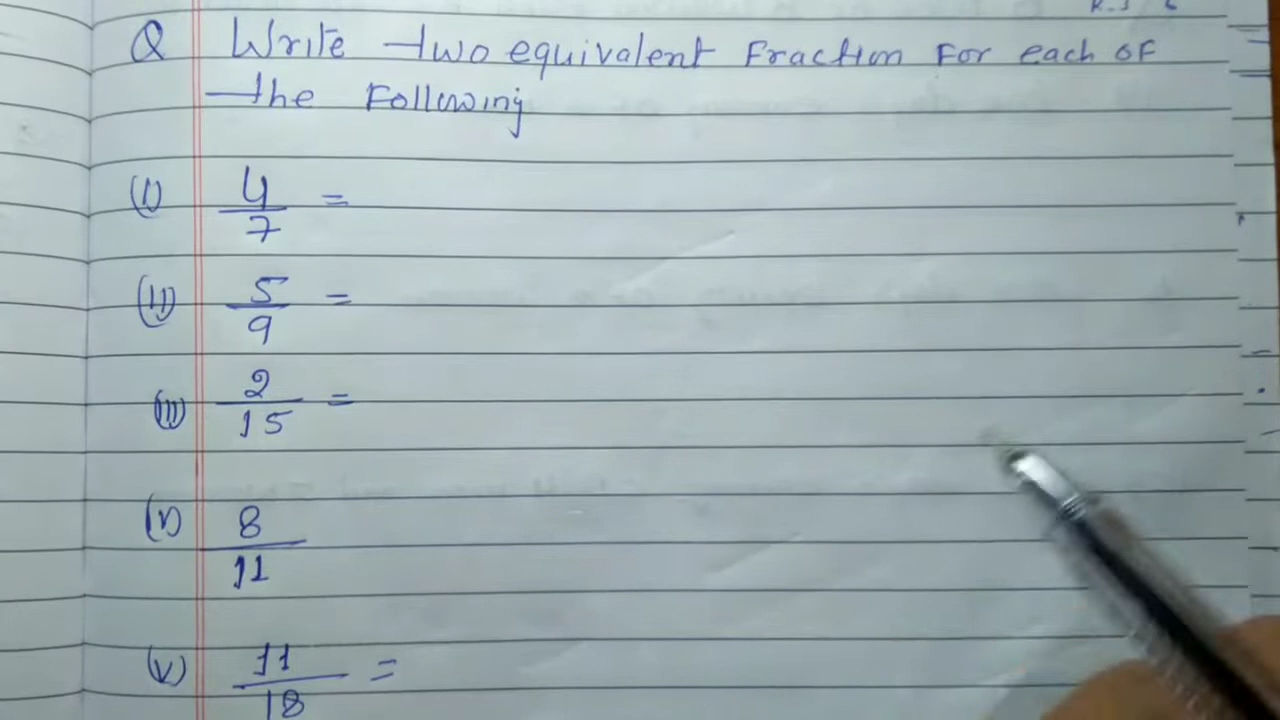 Q Write two equivalent Fraction For each of
the Following
(I) 4/7 =
(II) 5/9 =
(III) 2/15 =
(V) 8/11
(V) 11/18 =